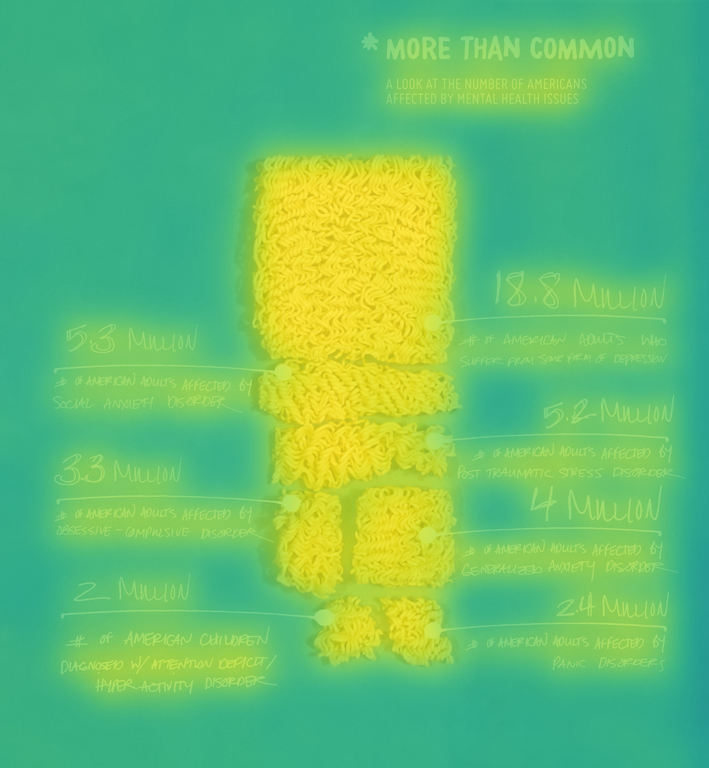 * MORE THAN COMMON
A LOOK AT THE NUMBER OF AMERICANS
AFFECTED BY MENTAL HEALTH ISSUES
18.8 MILLION
# OF AMERICAN ADULTS WHO
SUFFER FROM SOME FORM OF DEPRESSION
5.3 MILLION
# OF AMERICAN ADULTS AFFECTED BY
SOCIAL ANXIETY DISORDER
5.2 MILLION
# OF AMERICAN ADULTS AFFECTED BY
POST TRAUMATIC STRESS DISORDER
3.3 MILLION
# OF AMERICAN ADULTS AFFECTED BY
OBSESSIVE-COMPULSIVE DISORDER
4 MILLION
# OF AMERICAN ADULTS AFFECTED BY
GENERALIZED ANXIETY DISORDER
2 MILLION
# OF AMERICAN CHILDREN
DIAGNOSED W/ ATTENTION DEFICIT/
HYPER ACTIVITY DISORDER
2.4 MILLION
# OF AMERICAN ADULTS AFFECTED BY
PANIC DISORDERS